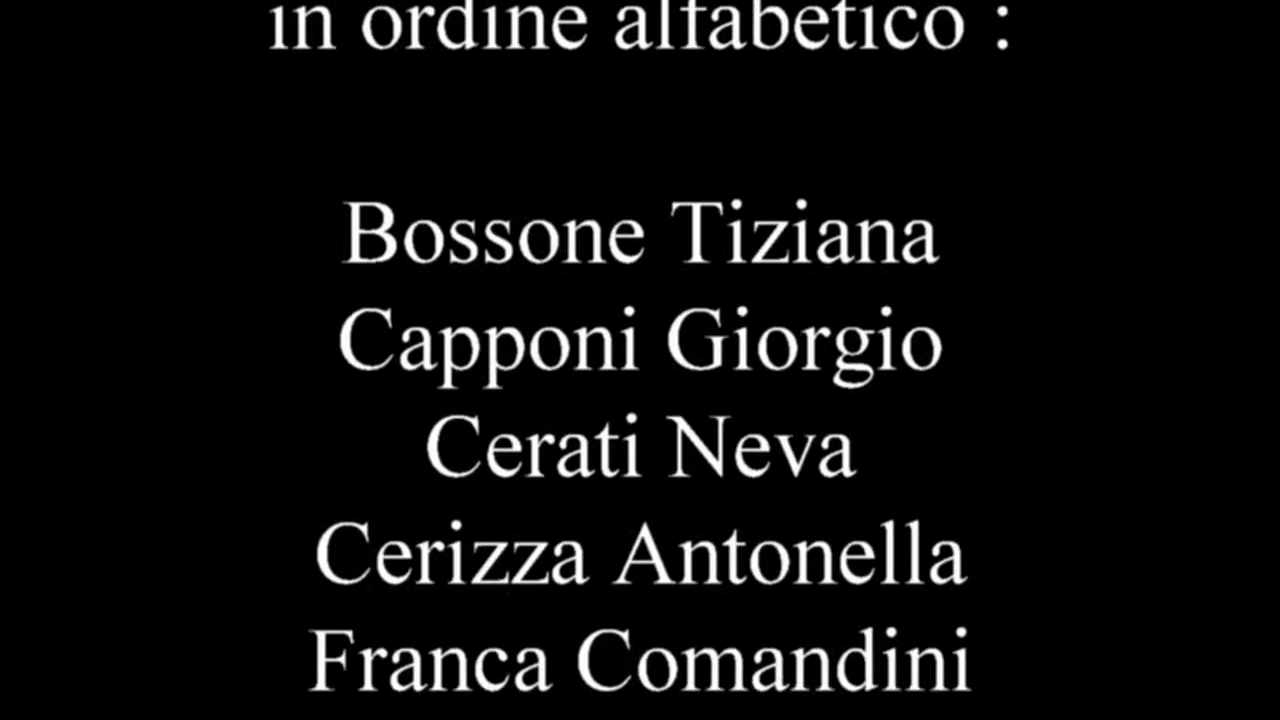 in ordine alfabetico :
Bossone Tiziana
Capponi Giorgio
Cerati Neva
Cerizza Antonella
Franca Comandini